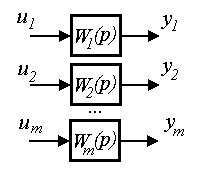 u1 W1(p) y1
u2 W2(p) y2
...
um Wm(p) ym